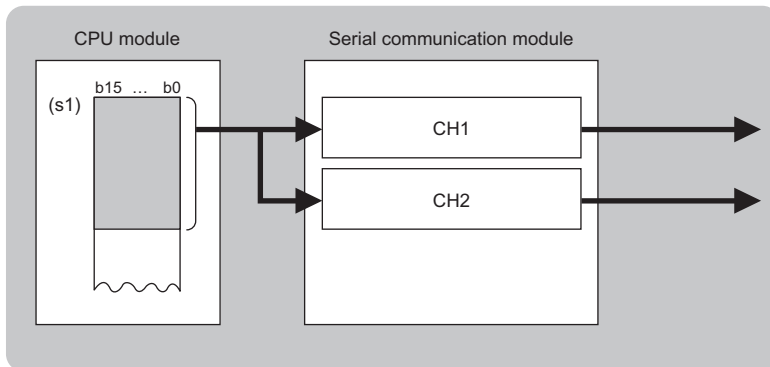 CPU module
Serial communication module
b15 … b0
(s1)
CH1
CH2